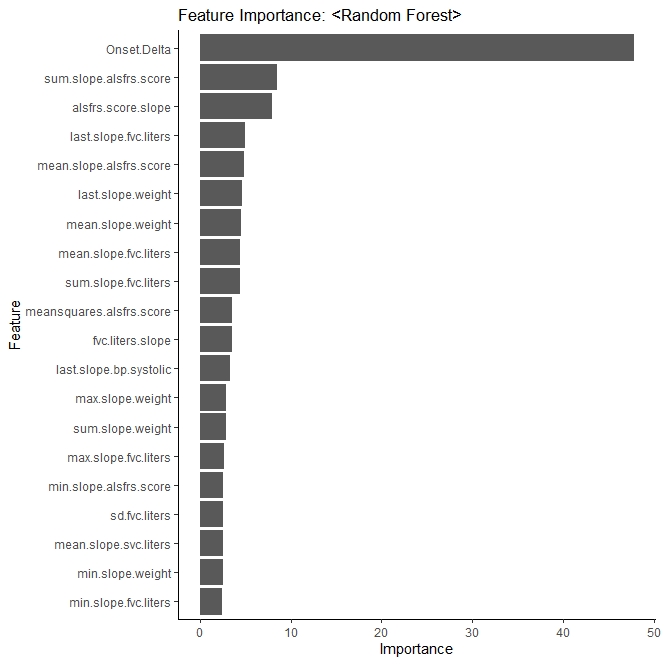 Feature Importance: <Random Forest>
Feature
Onset.Delta
sum.slope.alsfrs.score
alsfrs.score.slope
last.slope.fvc.liters
mean.slope.alsfrs.score
last.slope.weight
mean.slope.weight
mean.slope.fvc.liters
sum.slope.fvc.liters
meansquares.alsfrs.score
fvc.liters.slope
last.slope.bp.systolic
max.slope.weight
sum.slope.weight
max.slope.fvc.liters
min.slope.alsfrs.score
sd.fvc.liters
mean.slope.svc.liters
min.slope.weight
min.slope.fvc.liters
0 10 20 30 40 50
Importance